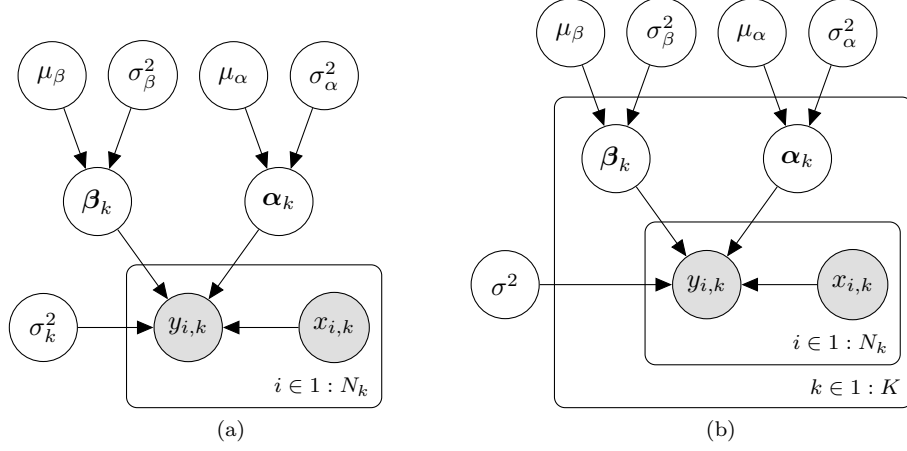 μ_β σ²_β μ_α σ²_α
𝜷_k 𝜶_k
σ²_k y_{i,k} x_{i,k}
i ∈ 1 : N_k
(a)
μ_β σ²_β μ_α σ²_α
𝜷_k 𝜶_k
σ² y_{i,k} x_{i,k}
i ∈ 1 : N_k
k ∈ 1 : K
(b)